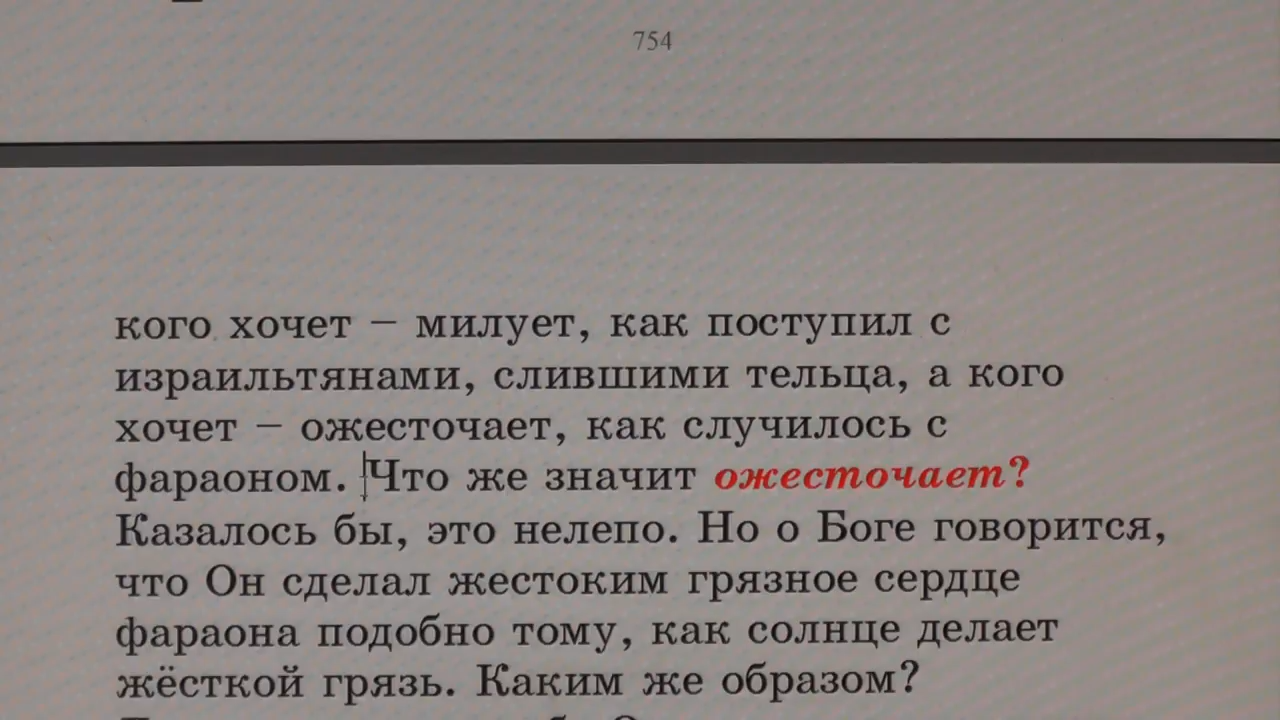 754
кого хочет – милует, как поступил с
израильтянами, слившими тельца, а кого
хочет – ожесточает, как случилось с
фараоном. Что же значит ожесточает?
Казалось бы, это нелепо. Но о Боге говорится,
что Он сделал жестоким грязное сердце
фараона подобно тому, как солнце делает
жёсткой грязь. Каким же образом?